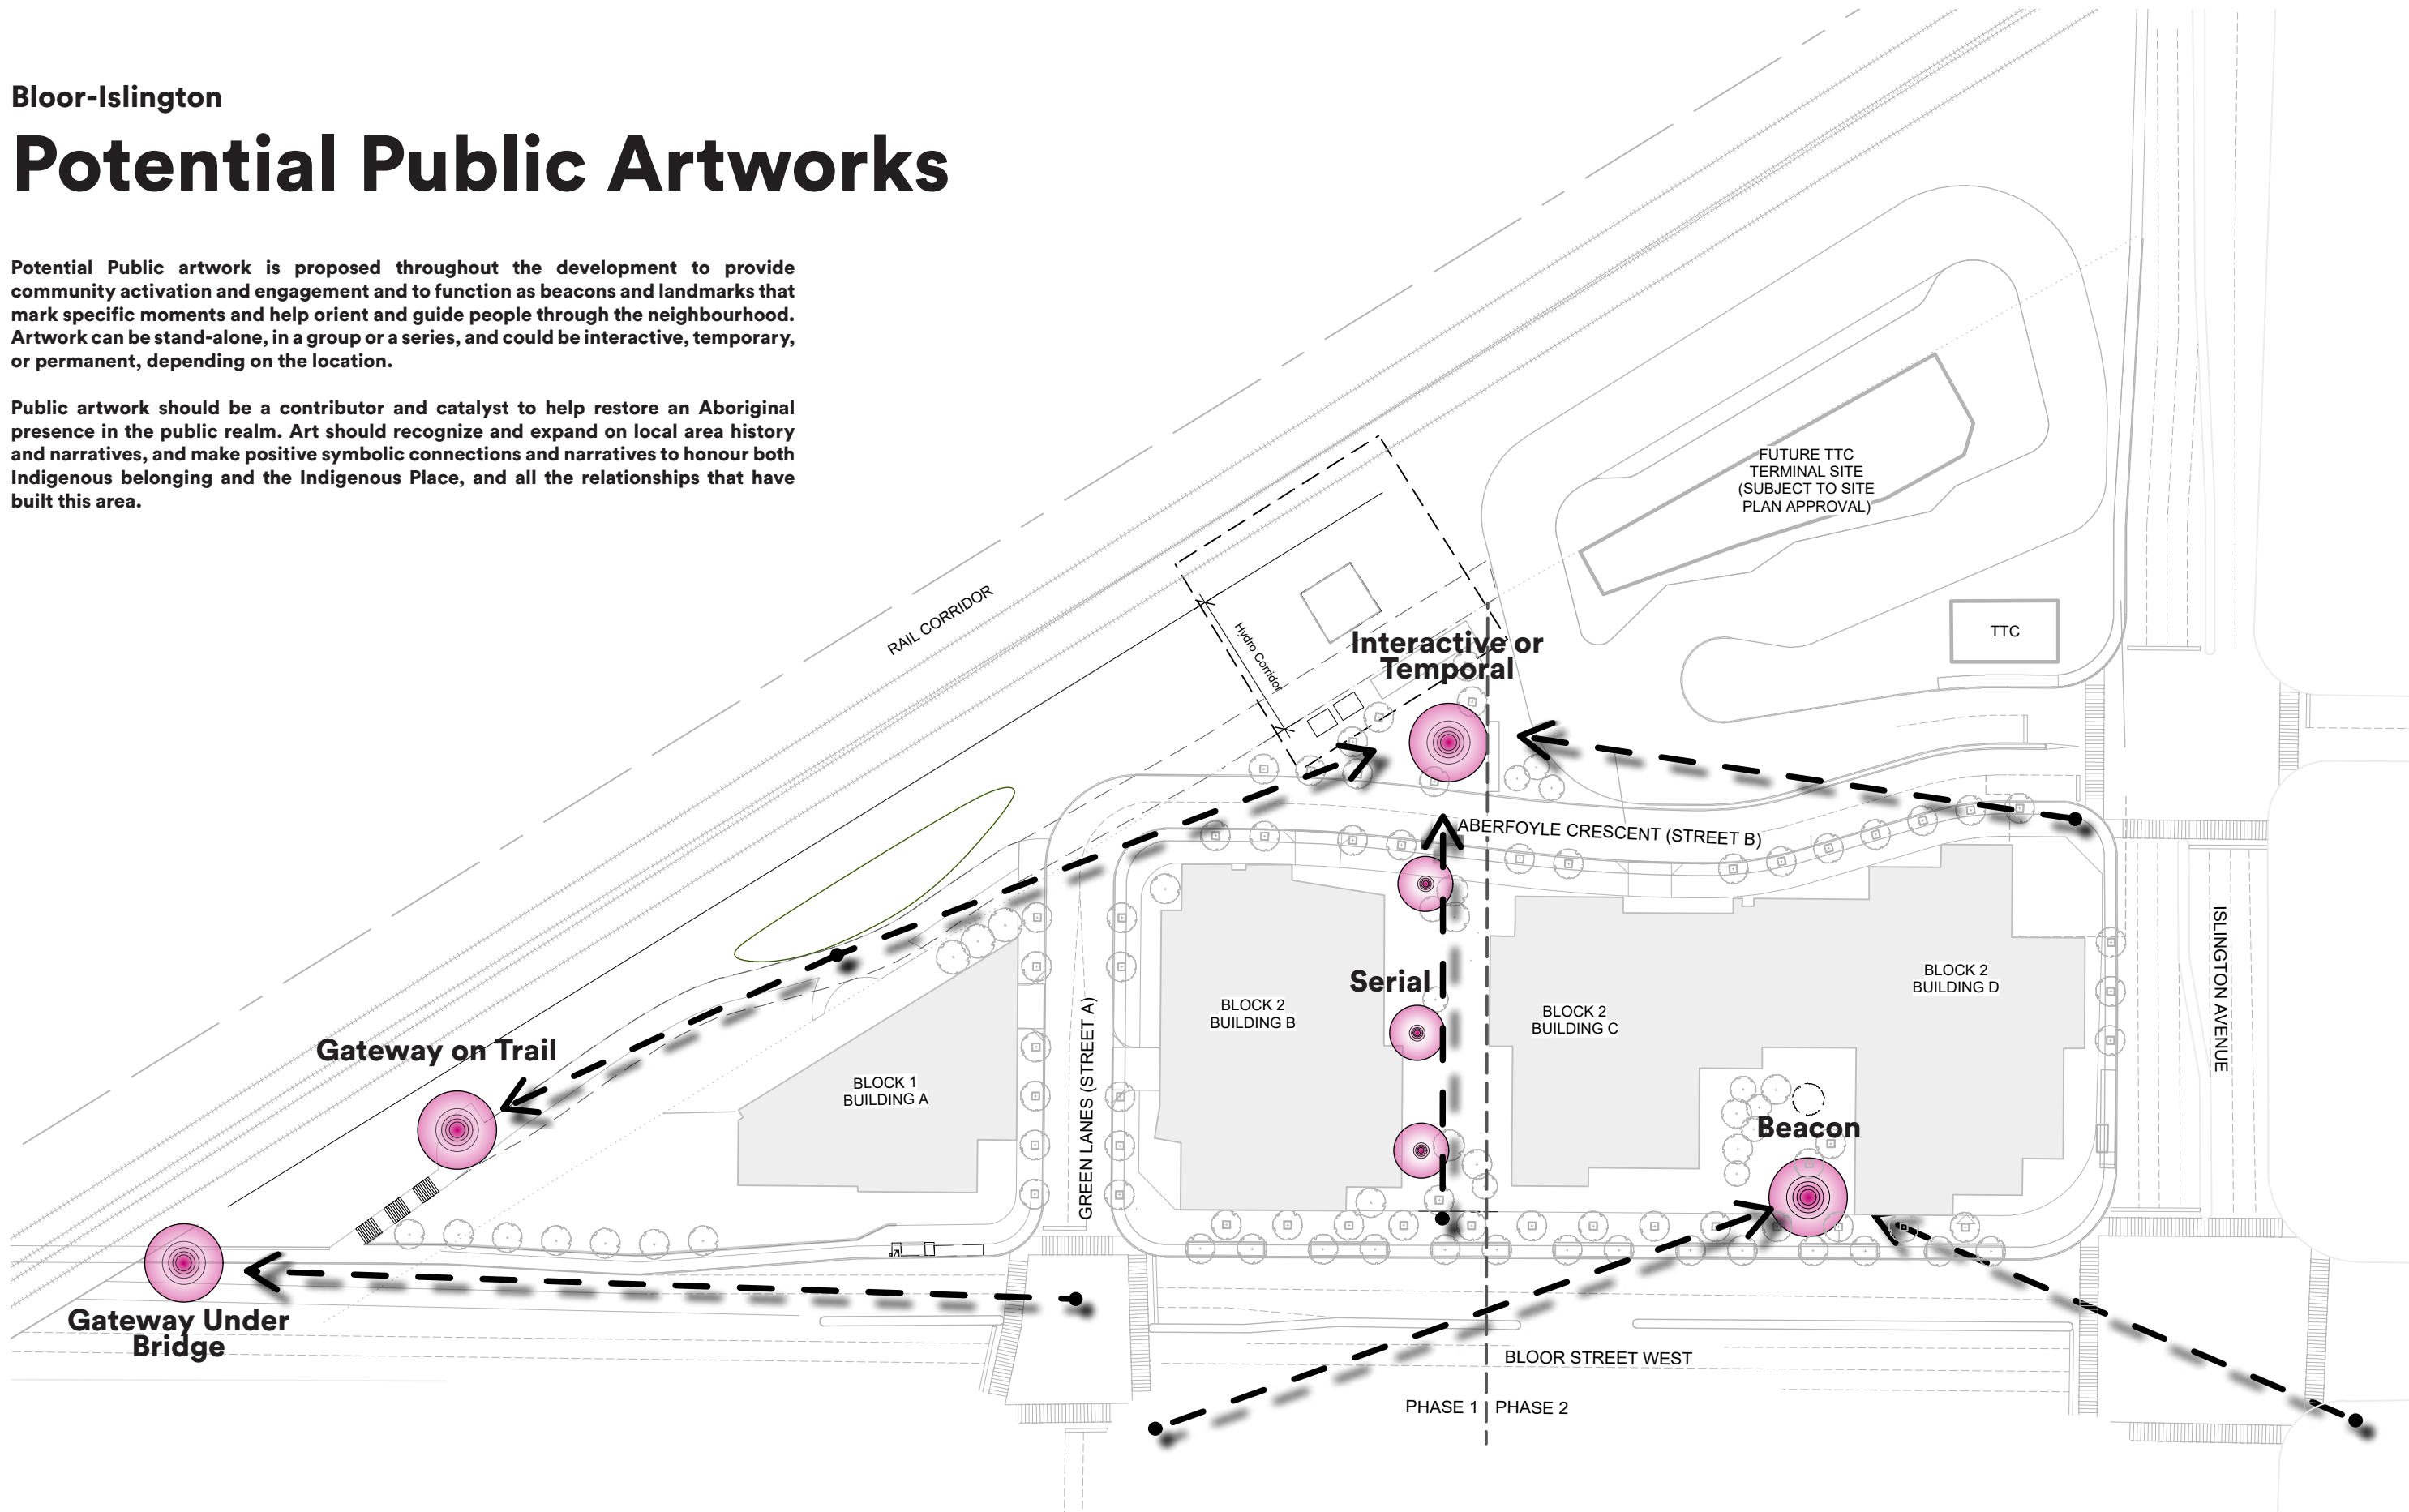 Bloor-Islington
Potential Public Artworks
Potential Public artwork is proposed throughout the development to provide
community activation and engagement and to function as beacons and landmarks that
mark specific moments and help orient and guide people through the neighbourhood.
Artwork can be stand-alone, in a group or a series, and could be interactive, temporary,
or permanent, depending on the location.
Public artwork should be a contributor and catalyst to help restore an Aboriginal
presence in the public realm. Art should recognize and expand on local area history
and narratives, and make positive symbolic connections and narratives to honour both
Indigenous belonging and the Indigenous Place, and all the relationships that have
built this area.
FUTURE TTC
TERMINAL SITE
(SUBJECT TO SITE
PLAN APPROVAL)
RAIL CORRIDOR
Hydro Corridor
TTC
Interactive or
Temporal
ABERFOYLE CRESCENT (STREET B)
ISLINGTON AVENUE
Serial
BLOCK 2
BUILDING B
BLOCK 2
BUILDING C
BLOCK 2
BUILDING D
Gateway on Trail
BLOCK 1
BUILDING A
GREEN LANES (STREET A)
Beacon
Gateway Under
Bridge
BLOOR STREET WEST
PHASE 1
PHASE 2